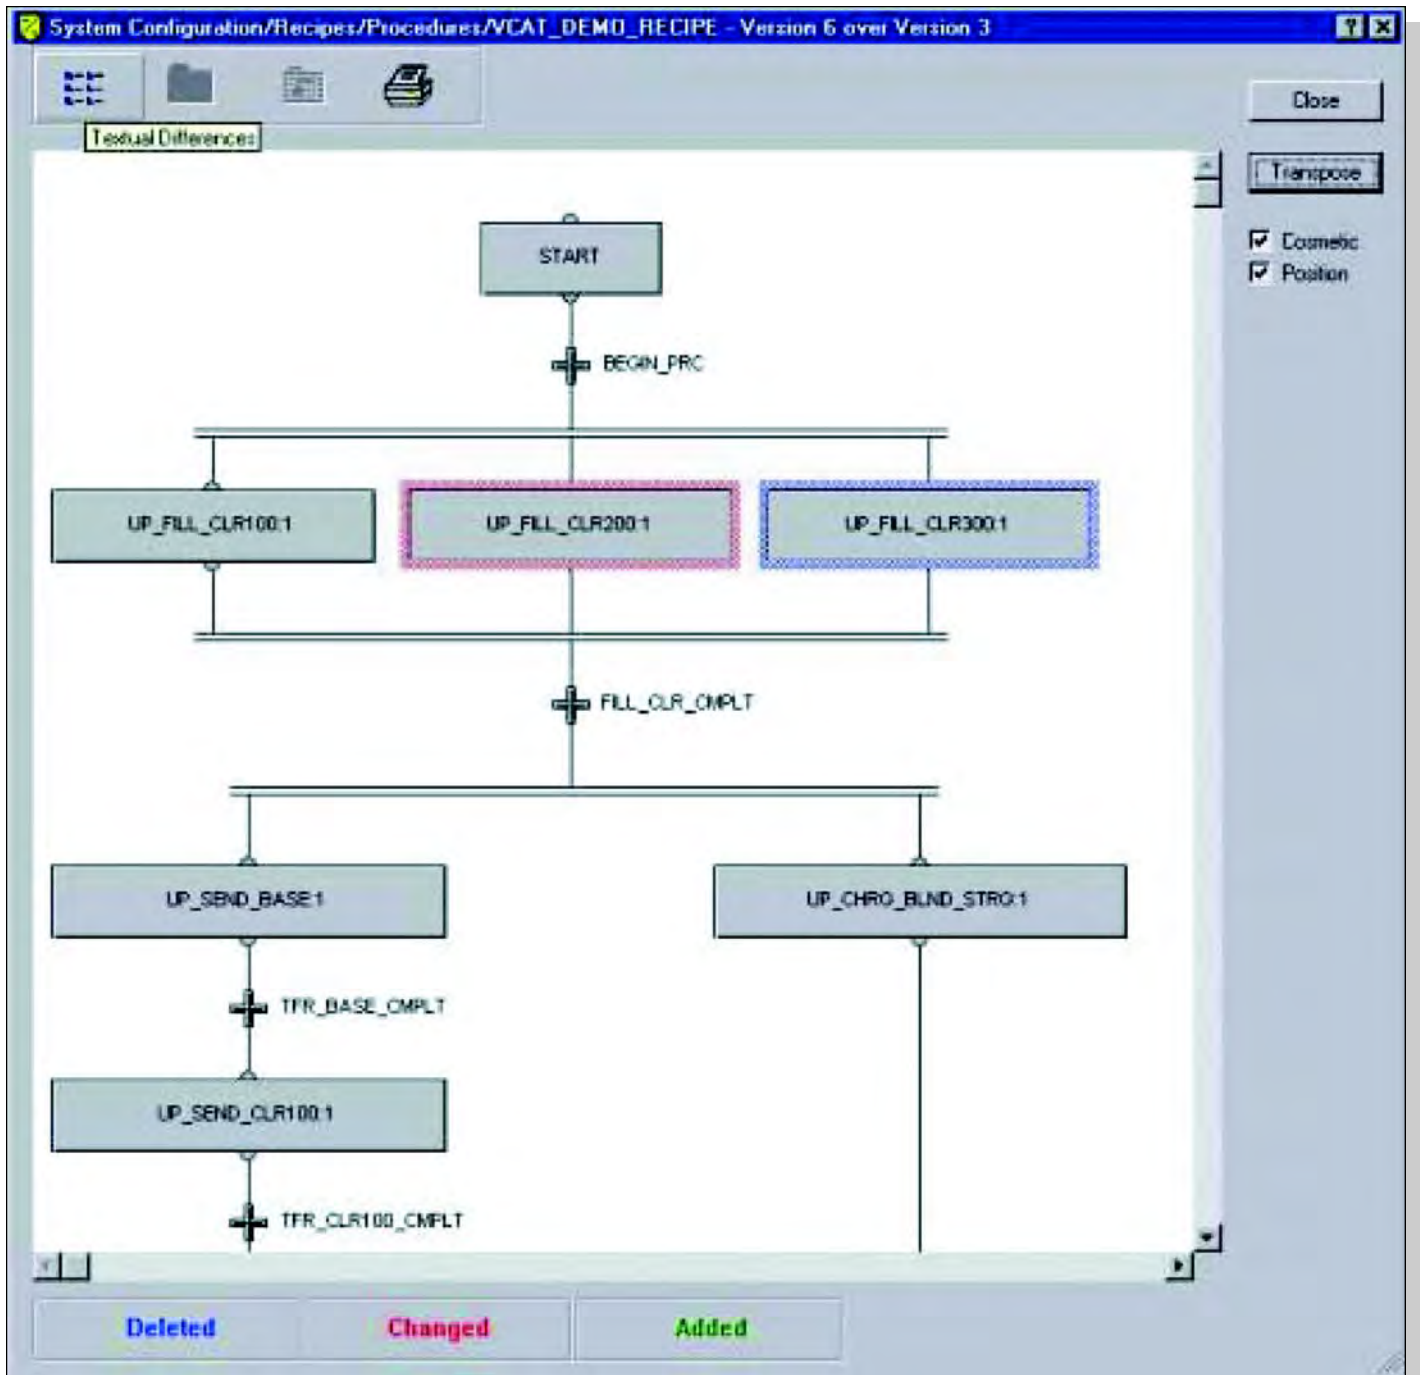 System Configuration/Recipes/Procedures/VCAT_DEMO_RECIPE - Version 6 over Version 3
Close
Textual Differences
Transpose
Cosmetic
Position
START
BEGIN_PRC
UP_FILL_CLR100:1
UP_FILL_CLR200:1
UP_FILL_CLR300:1
FILL_CLR_CMPLT
UP_SEND_BASE:1
UP_CHRG_BLND_STRG:1
TFR_BASE_CMPLT
UP_SEND_CLR100:1
TFR_CLR100_CMPLT
Deleted
Changed
Added